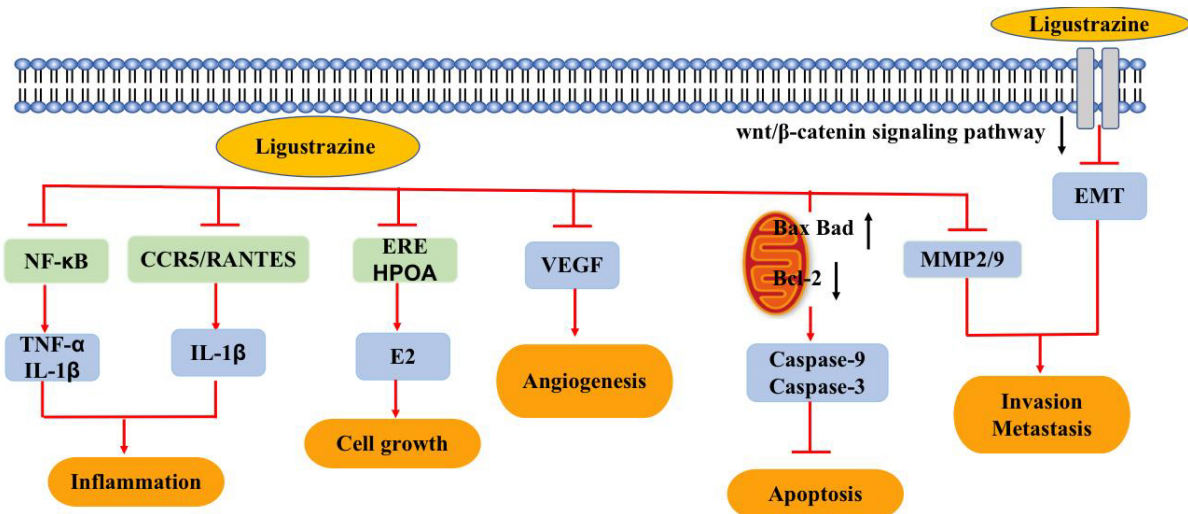 Ligustrazine
wnt/β-catenin signaling pathway
Ligustrazine
EMT
NF-κB
CCR5/RANTES
ERE
HPOA
VEGF
Bax Bad
Bcl-2
MMP2/9
TNF-α
IL-1β
IL-1β
E2
Angiogenesis
Caspase-9
Caspase-3
Invasion
Metastasis
Cell growth
Inflammation
Apoptosis